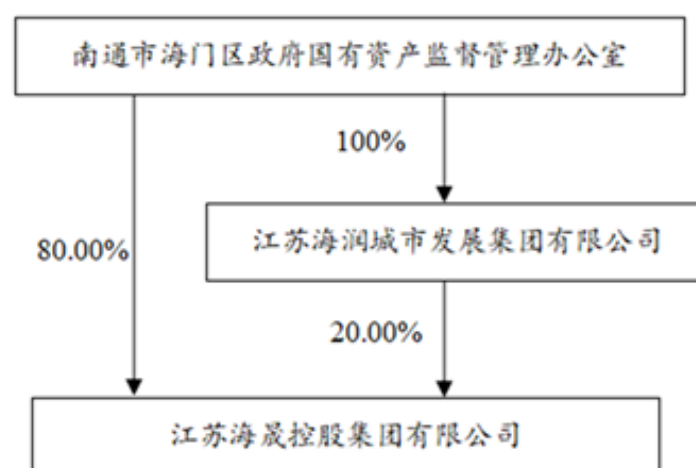 南通市海门区政府国有资产监督管理办公室
100%
江苏海润城市发展集团有限公司
80.00%
20.00%
江苏海晟控股集团有限公司